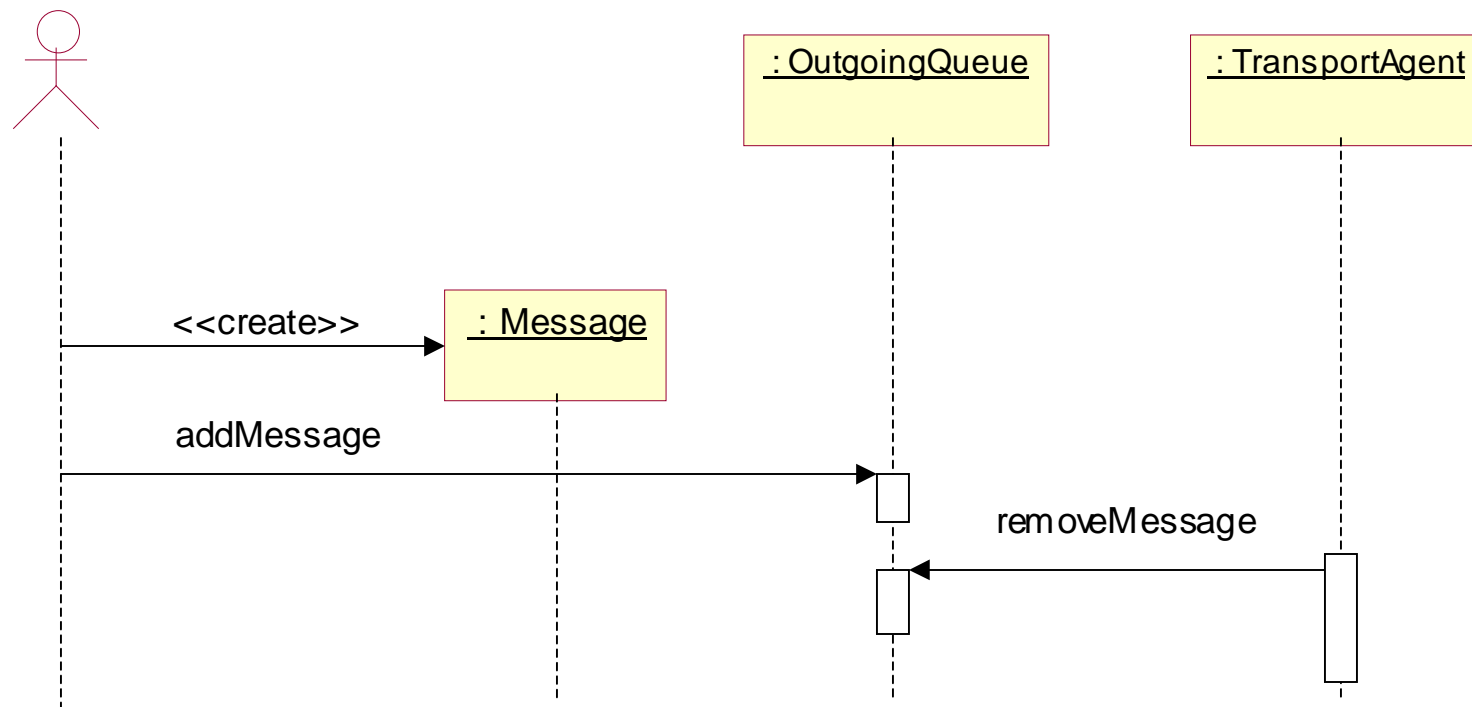 : OutgoingQueue
: TransportAgent
<<create>>
: Message
addMessage
removeMessage